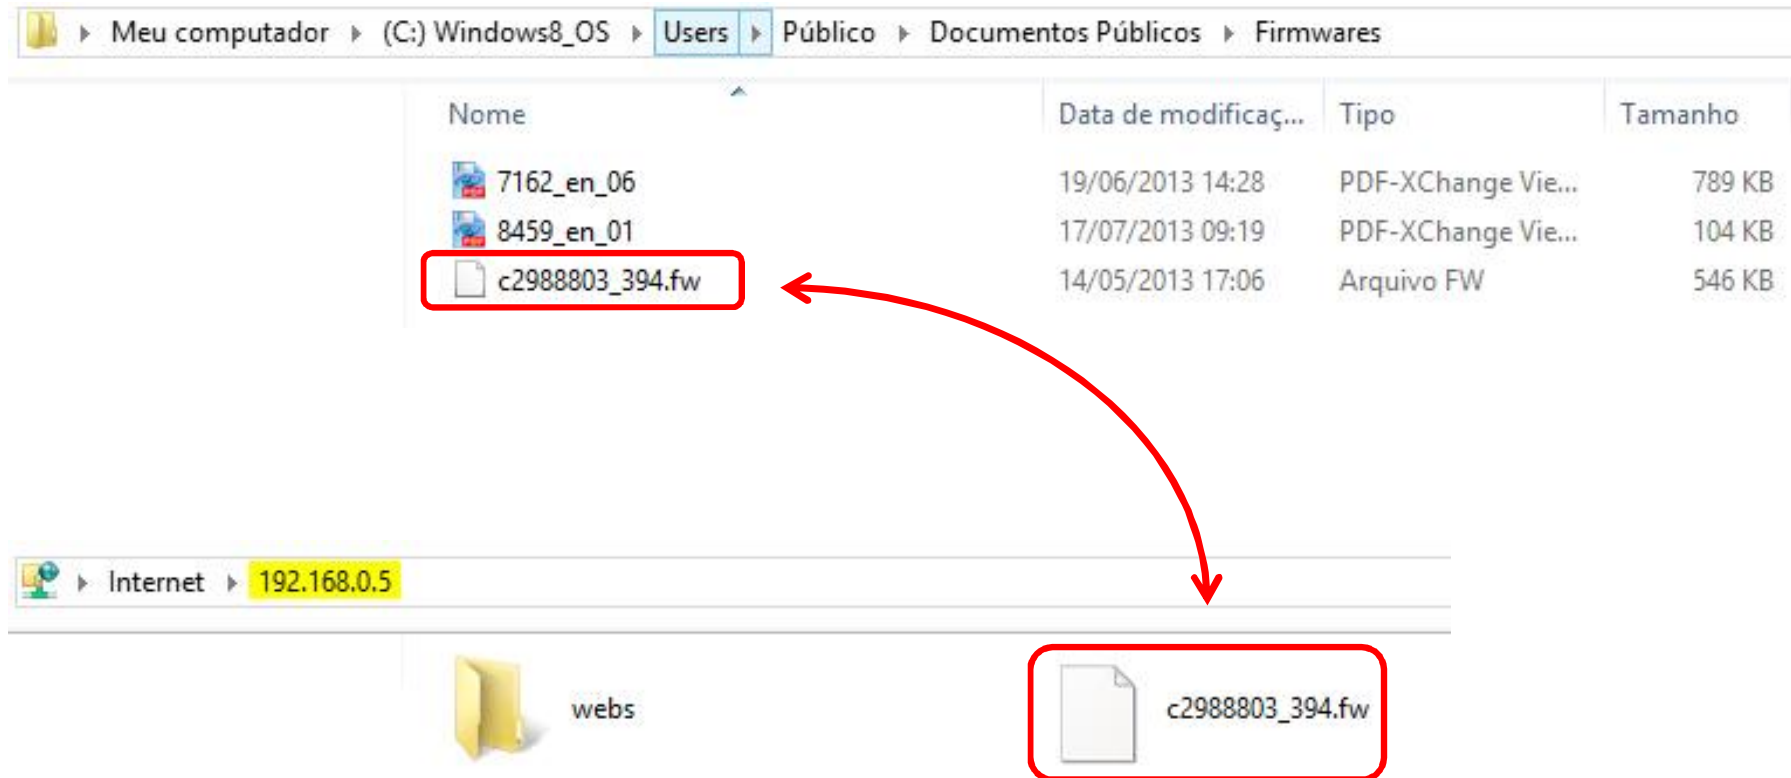 Meu computador (C:) Windows8_OS Users Público Documentos Públicos Firmwares
Nome Data de modificaç... Tipo Tamanho
7162_en_06 19/06/2013 14:28 PDF-XChange Vie... 789 KB
8459_en_01 17/07/2013 09:19 PDF-XChange Vie... 104 KB
c2988803_394.fw 14/05/2013 17:06 Arquivo FW 546 KB
Internet 192.168.0.5
webs c2988803_394.fw